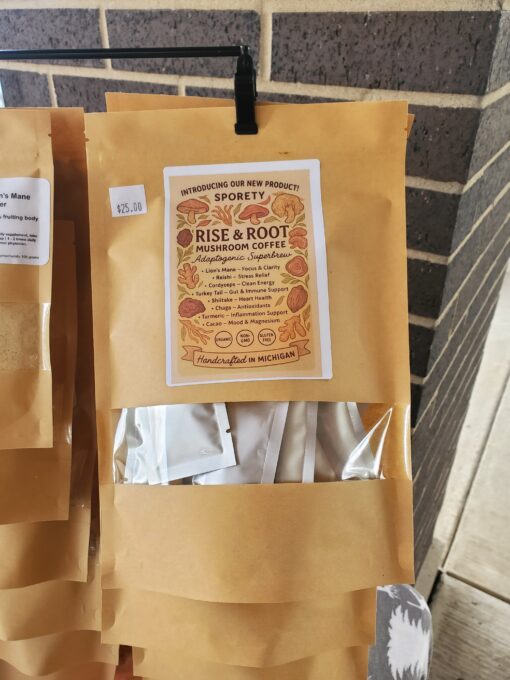 n's Mane
er
fruiting body
$25.00
INTRODUCING OUR NEW PRODUCT!
SPORETY
RISE & ROOT
MUSHROOM COFFEE
Adaptogenic Superbrew
• Lion's Mane – Focus & Clarity
• Reishi – Stress Relief
• Cordyceps – Clean Energy
• Turkey Tail – Gut & Immune Support
• Shiitake – Heart Health
• Chaga – Antioxidants
• Turmeric – Inflammation Support
• Cacao – Mood & Magnesium
ORGANIC
NON-GMO
GLUTEN FREE
Handcrafted IN MICHIGAN